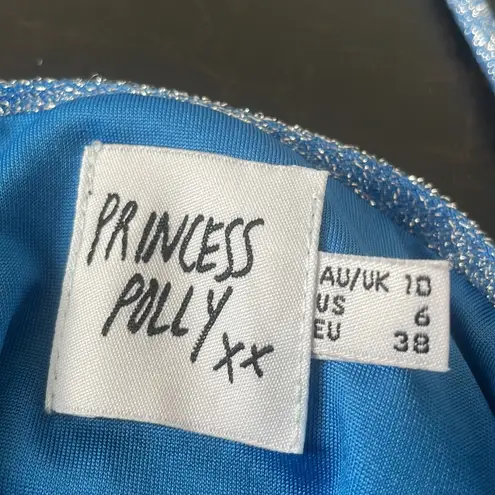 PRINCESS
POLLY
XX
AU/UK 10
US 6
EU 38